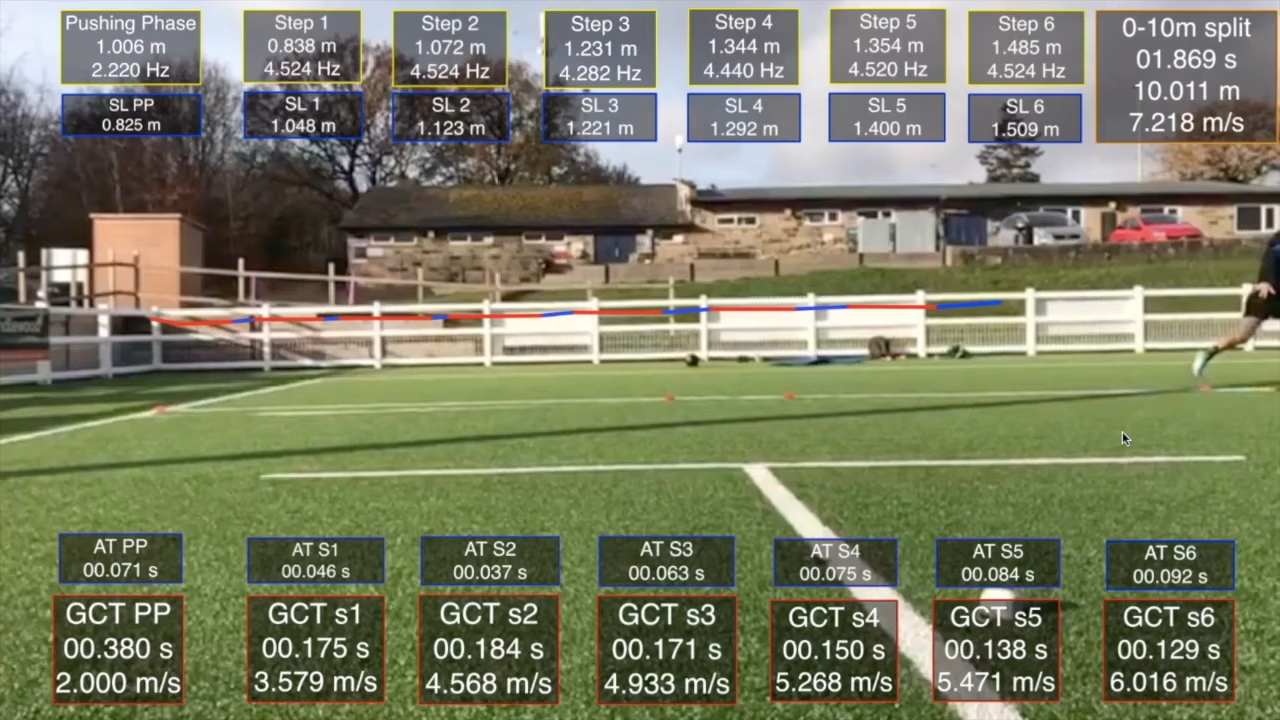 Pushing Phase
1.006 m
2.220 Hz
Step 1
0.838 m
4.524 Hz
Step 2
1.072 m
4.524 Hz
Step 3
1.231 m
4.282 Hz
Step 4
1.344 m
4.440 Hz
Step 5
1.354 m
4.520 Hz
Step 6
1.485 m
4.524 Hz
0-10m split
01.869 s
10.011 m
7.218 m/s
SL PP
0.825 m
SL 1
1.048 m
SL 2
1.123 m
SL 3
1.221 m
SL 4
1.292 m
SL 5
1.400 m
SL 6
1.509 m
AT PP
00.071 s
AT S1
00.046 s
AT S2
00.037 s
AT S3
00.063 s
AT S4
00.075 s
AT S5
00.084 s
AT S6
00.092 s
GCT PP
00.380 s
2.000 m/s
GCT s1
00.175 s
3.579 m/s
GCT s2
00.184 s
4.568 m/s
GCT s3
00.171 s
4.933 m/s
GCT s4
00.150 s
5.268 m/s
GCT s5
00.138 s
5.471 m/s
GCT s6
00.129 s
6.016 m/s